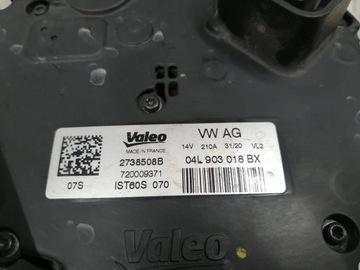 Valeo
MADE IN FRANCE
VW AG
14V 210A 31/20 VL2
2738508B
04L 903 018 BX
720009371
07S
IST60S 070
Valeo